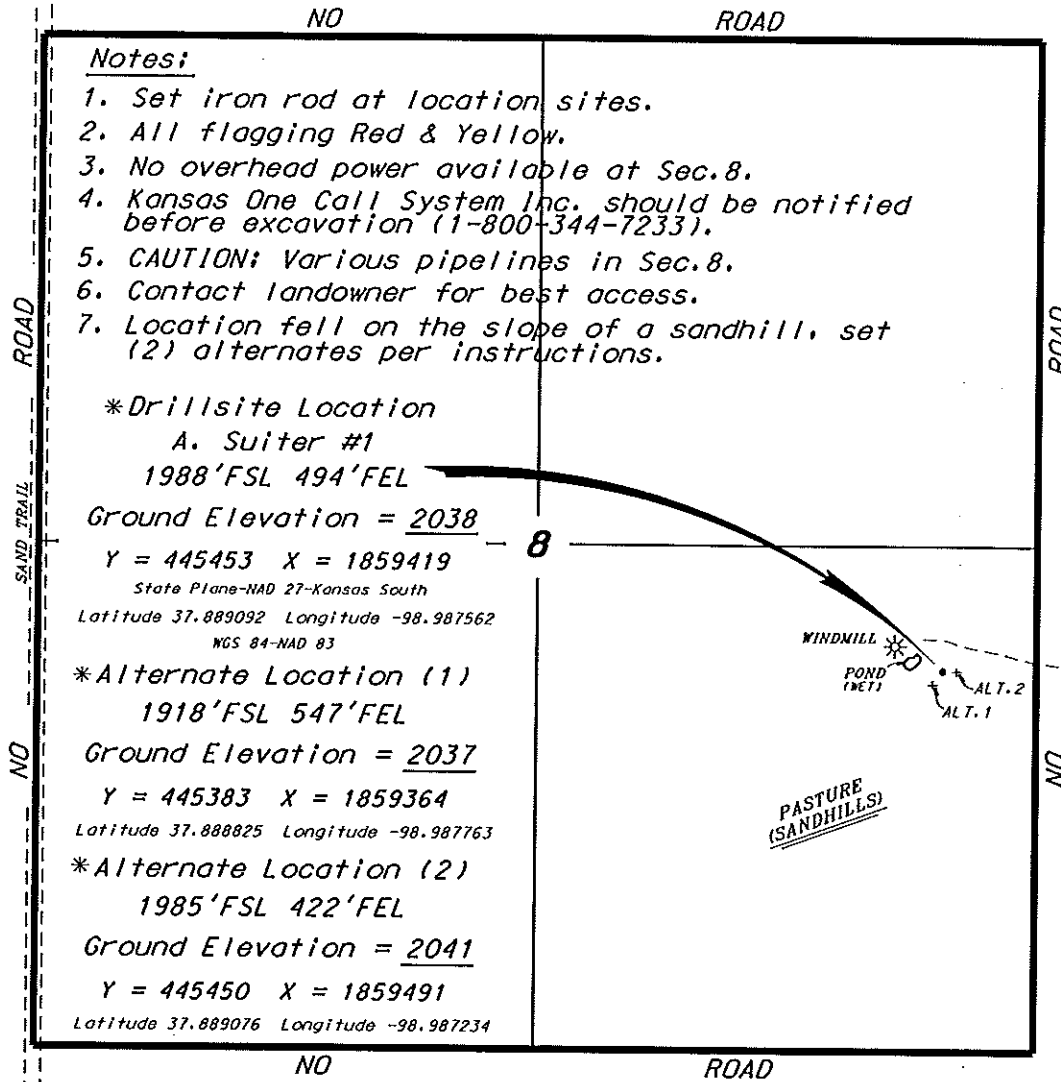 NO ROAD
Notes:
1. Set iron rod at location sites.
2. All flagging Red & Yellow.
3. No overhead power available at Sec.8.
4. Kansas One Call System Inc. should be notified
before excavation (1-800-344-7233).
5. CAUTION: Various pipelines in Sec.8.
6. Contact landowner for best access.
7. Location fell on the slope of a sandhill, set
(2) alternates per instructions.
ROAD
ROAD
*Drillsite Location
A. Suiter #1
1988'FSL 494'FEL
Ground Elevation = 2038
SAND TRAIL
8
Y = 445453 X = 1859419
State Plane-NAD 27-Kansas South
Latitude 37.889092 Longitude -98.987562
WGS 84-NAD 83
WINDMILL
POND
(WET)
ALT.2
ALT.1
*Alternate Location (1)
1918'FSL 547'FEL
Ground Elevation = 2037
NO
NO
Y = 445383 X = 1859364
Latitude 37.888825 Longitude -98.987763
PASTURE
(SANDHILLS)
*Alternate Location (2)
1985'FSL 422'FEL
Ground Elevation = 2041
Y = 445450 X = 1859491
Latitude 37.889076 Longitude -98.987234
NO ROAD